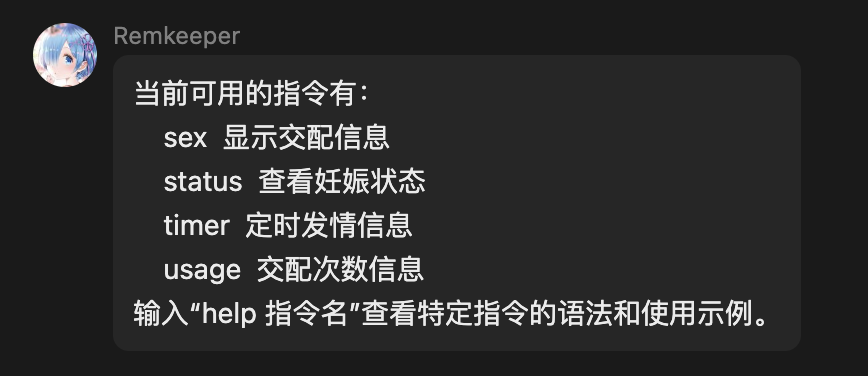 Remkeeper
当前可用的指令有：
sex 显示交配信息
status 查看妊娠状态
timer 定时发情信息
usage 交配次数信息
输入“help 指令名”查看特定指令的语法和使用示例。